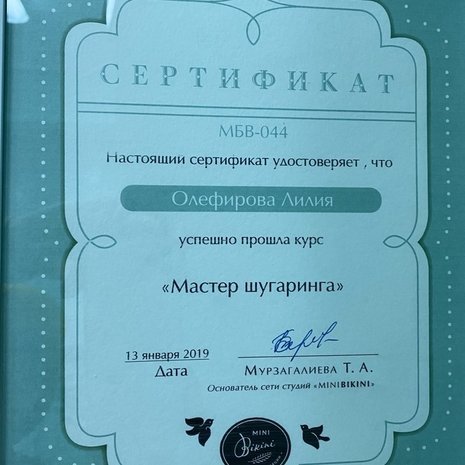 СЕРТИФИКАТ
МБВ-044
Настоящий сертификат удостоверяет , что
Олефирова Лилия
успешно прошла курс
«Мастер шугаринга»
13 января 2019
Дата
Мурзагалиева Т. А.
Основатель сети студий «MINIBIKINI»
MINI
Bikini